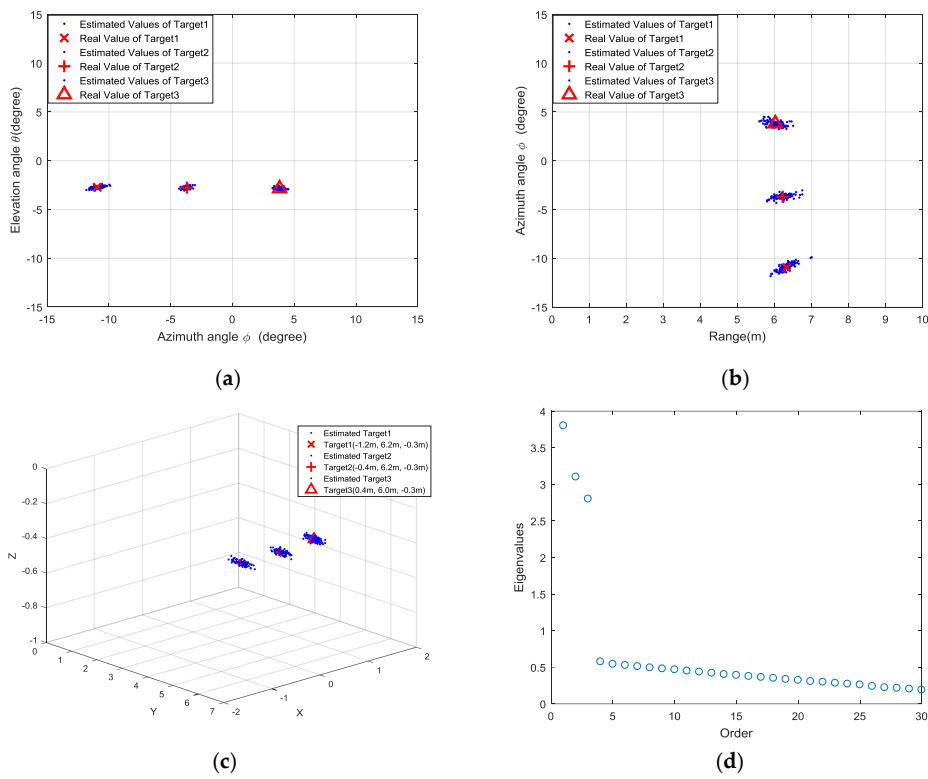 Estimated Values of Target1
Real Value of Target1
Estimated Values of Target2
Real Value of Target2
Estimated Values of Target3
Real Value of Target3
15
10
5
0
-5
-10
-15
Elevation angle θ(degree)
-15
-10
-5
0
5
10
15
Azimuth angle ϕ (degree)
(a)
Estimated Values of Target1
Real Value of Target1
Estimated Values of Target2
Real Value of Target2
Estimated Values of Target3
Real Value of Target3
15
10
5
0
-5
-10
-15
Azimuth angle ϕ (degree)
0
1
2
3
4
5
6
7
8
9
10
Range(m)
(b)
Estimated Target1
Target1(-1.2m, 6.2m, -0.3m)
Estimated Target2
Target2(-0.4m, 6.2m, -0.3m)
Estimated Target3
Target3(0.4m, 6.0m, -0.3m)
0
-0.2
-0.4
-0.6
-0.8
-1
Z
0
1
2
3
4
5
6
7
Y
-2
-1
0
1
2
X
(c)
4
3.5
3
2.5
2
1.5
1
0.5
0
Eigenvalues
0
5
10
15
20
25
30
Order
(d)